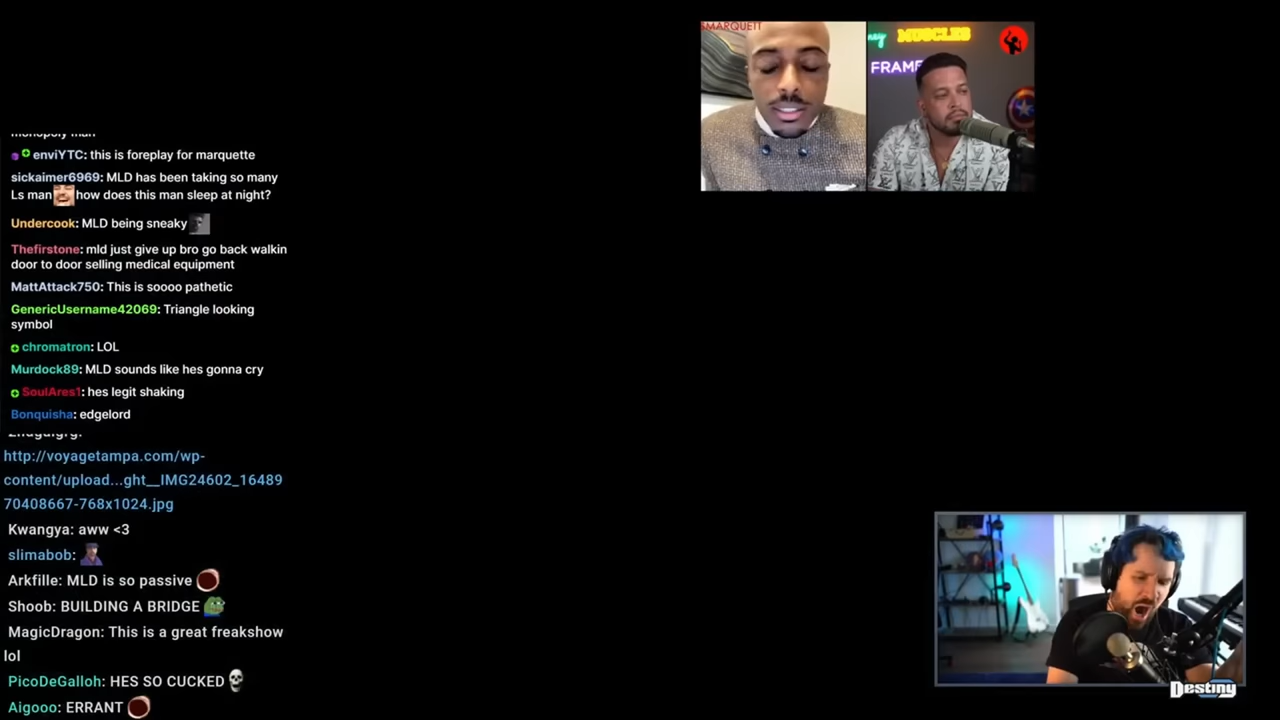 monopoly man
enviYTC: this is foreplay for marquette
sickaimer6969: MLD has been taking so many
Ls man how does this man sleep at night?
Undercook: MLD being sneaky
Thefirstone: mld just give up bro go back walkin
door to door selling medical equipment
MattAttack750: This is soooo pathetic
GenericUsername42069: Triangle looking
symbol
chromatron: LOL
Murdock89: MLD sounds like hes gonna cry
SoulAres1: hes legit shaking
Bonquisha: edgelord
http://voyagetampa.com/wp-
content/upload...ght__IMG24602_16489
70408667-768x1024.jpg
Kwangya: aww <3
slimabob:
Arkfille: MLD is so passive
Shoob: BUILDING A BRIDGE
MagicDragon: This is a great freakshow
lol
PicoDeGalloh: HES SO CUCKED
Aigooo: ERRANT
MARQUETT
MUSCLES
FRAME
Destiny